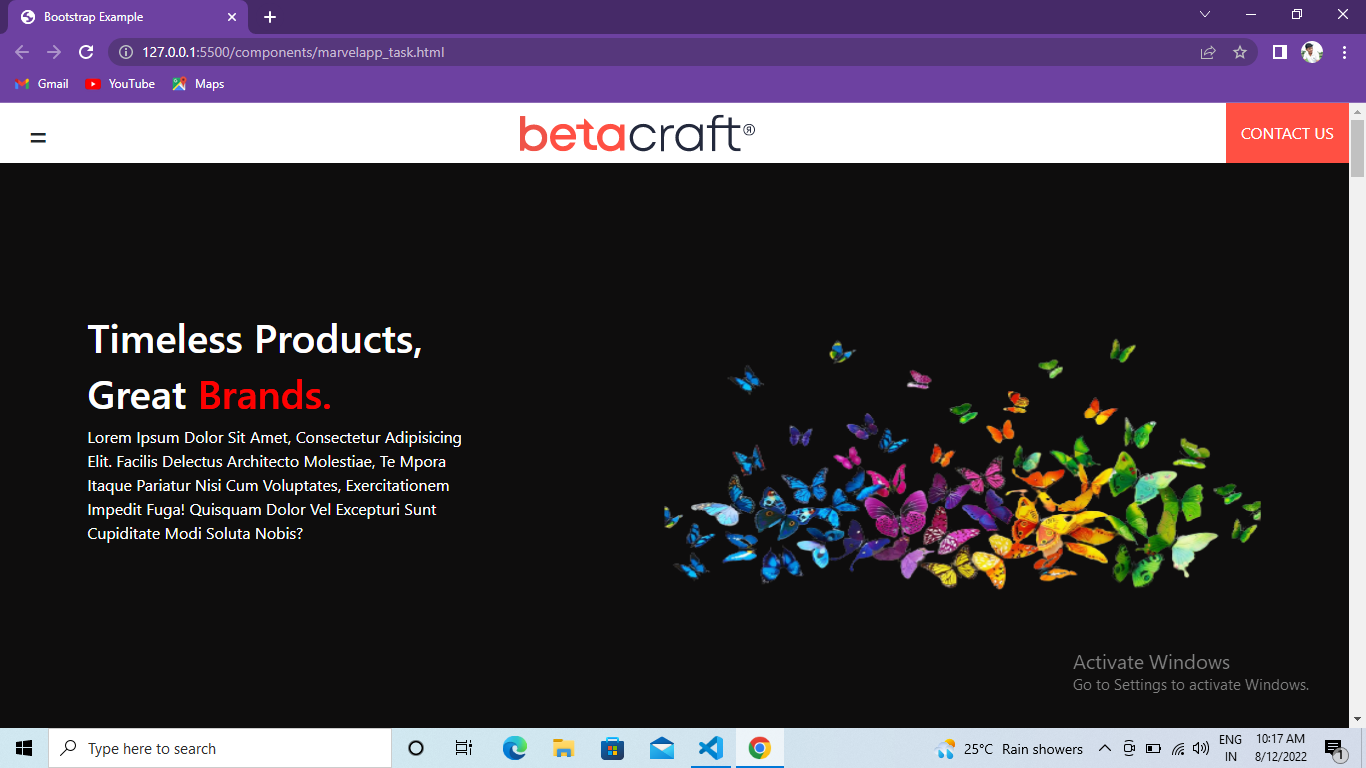 Bootstrap Example
127.0.0.1:5500/components/marvelapp_task.html
Gmail YouTube Maps
betacraft®
CONTACT US
Timeless Products,
Great Brands.
Lorem Ipsum Dolor Sit Amet, Consectetur Adipisicing
Elit. Facilis Delectus Architecto Molestiae, Te Mpora
Itaque Pariatur Nisi Cum Voluptates, Exercitationem
Impedit Fuga! Quisquam Dolor Vel Excepturi Sunt
Cupiditate Modi Soluta Nobis?
Activate Windows
Go to Settings to activate Windows.
Type here to search
25°C Rain showers
ENG
IN
10:17 AM
8/12/2022
1